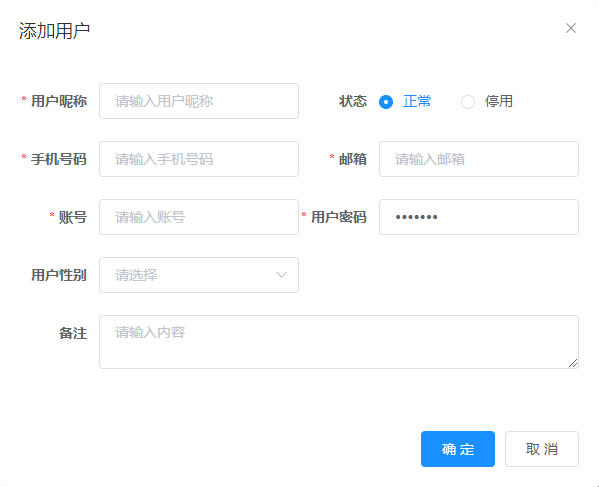 添加用户
* 用户昵称 请输入用户昵称 状态 正常 停用
* 手机号码 请输入手机号码 * 邮箱 请输入邮箱
* 账号 请输入账号 * 用户密码 •••••••
用户性别 请选择
备注 请输入内容
确 定 取 消